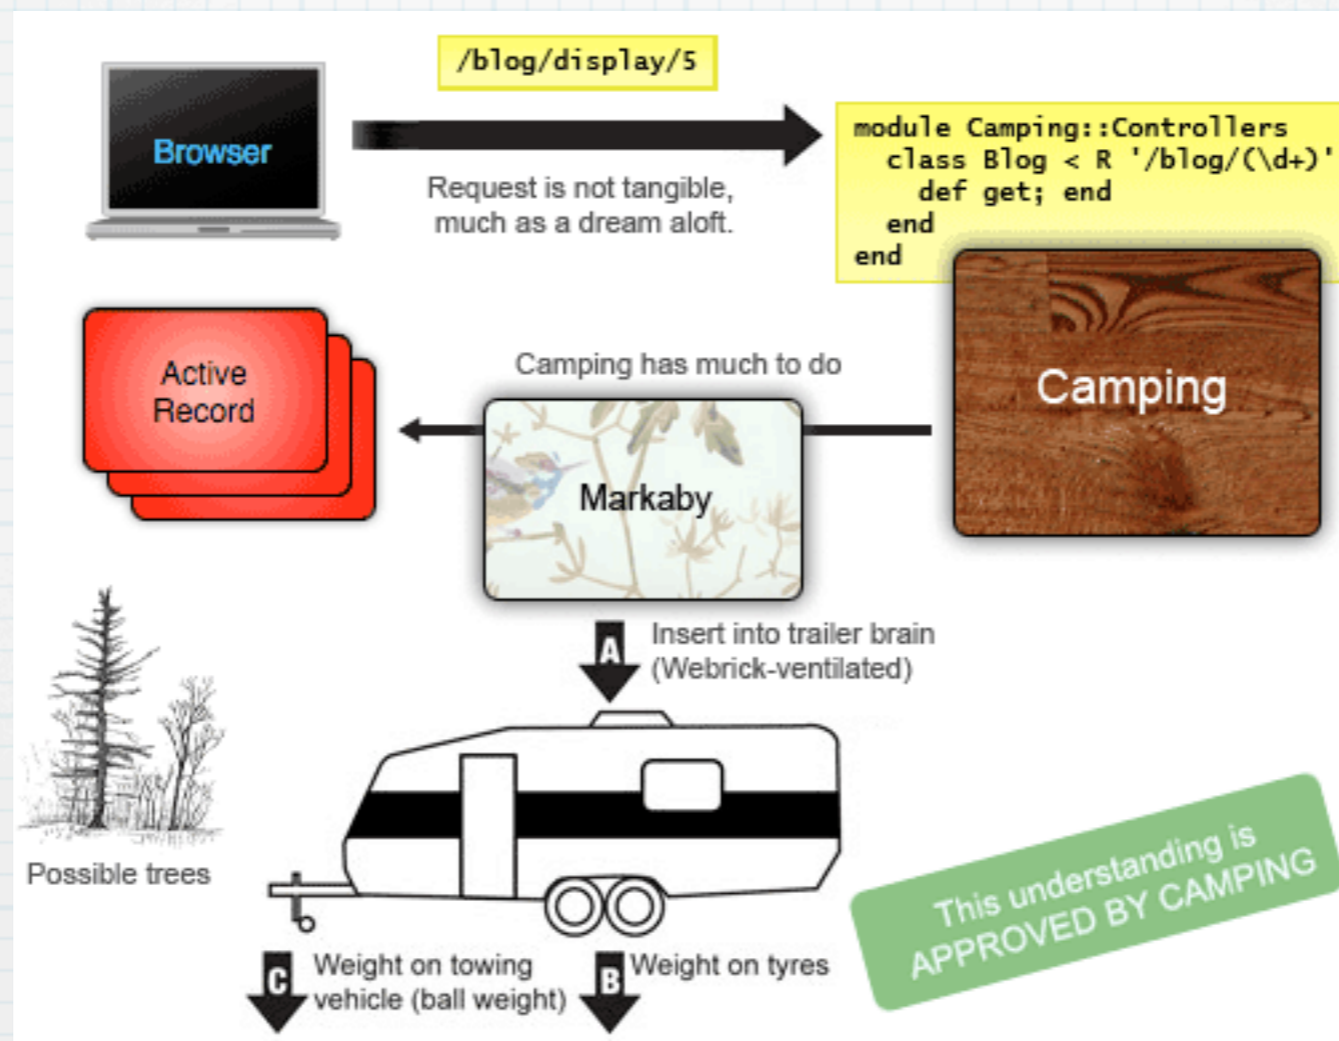 /blog/display/5
Browser
Request is not tangible,
much as a dream aloft.
module Camping::Controllers
class Blog < R '/blog/(\d+)'
def get; end
end
end
Active
Record
Camping has much to do
Markaby
Camping
A
Insert into trailer brain
(Webrick-ventilated)
Possible trees
This understanding is
APPROVED BY CAMPING
C
Weight on towing
vehicle (ball weight)
B
Weight on tyres